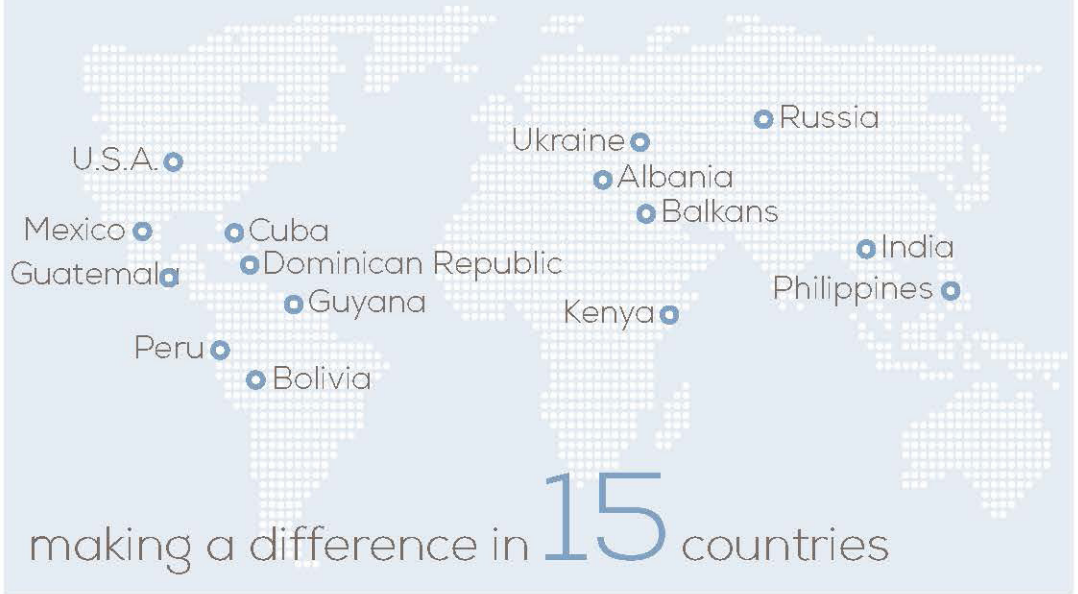 Russia
Ukraine
U.S.A.
Albania
Balkans
Mexico
Cuba
India
Guatemala
Dominican Republic
Philippines
Guyana
Kenya
Peru
Bolivia
making a difference in 15 countries